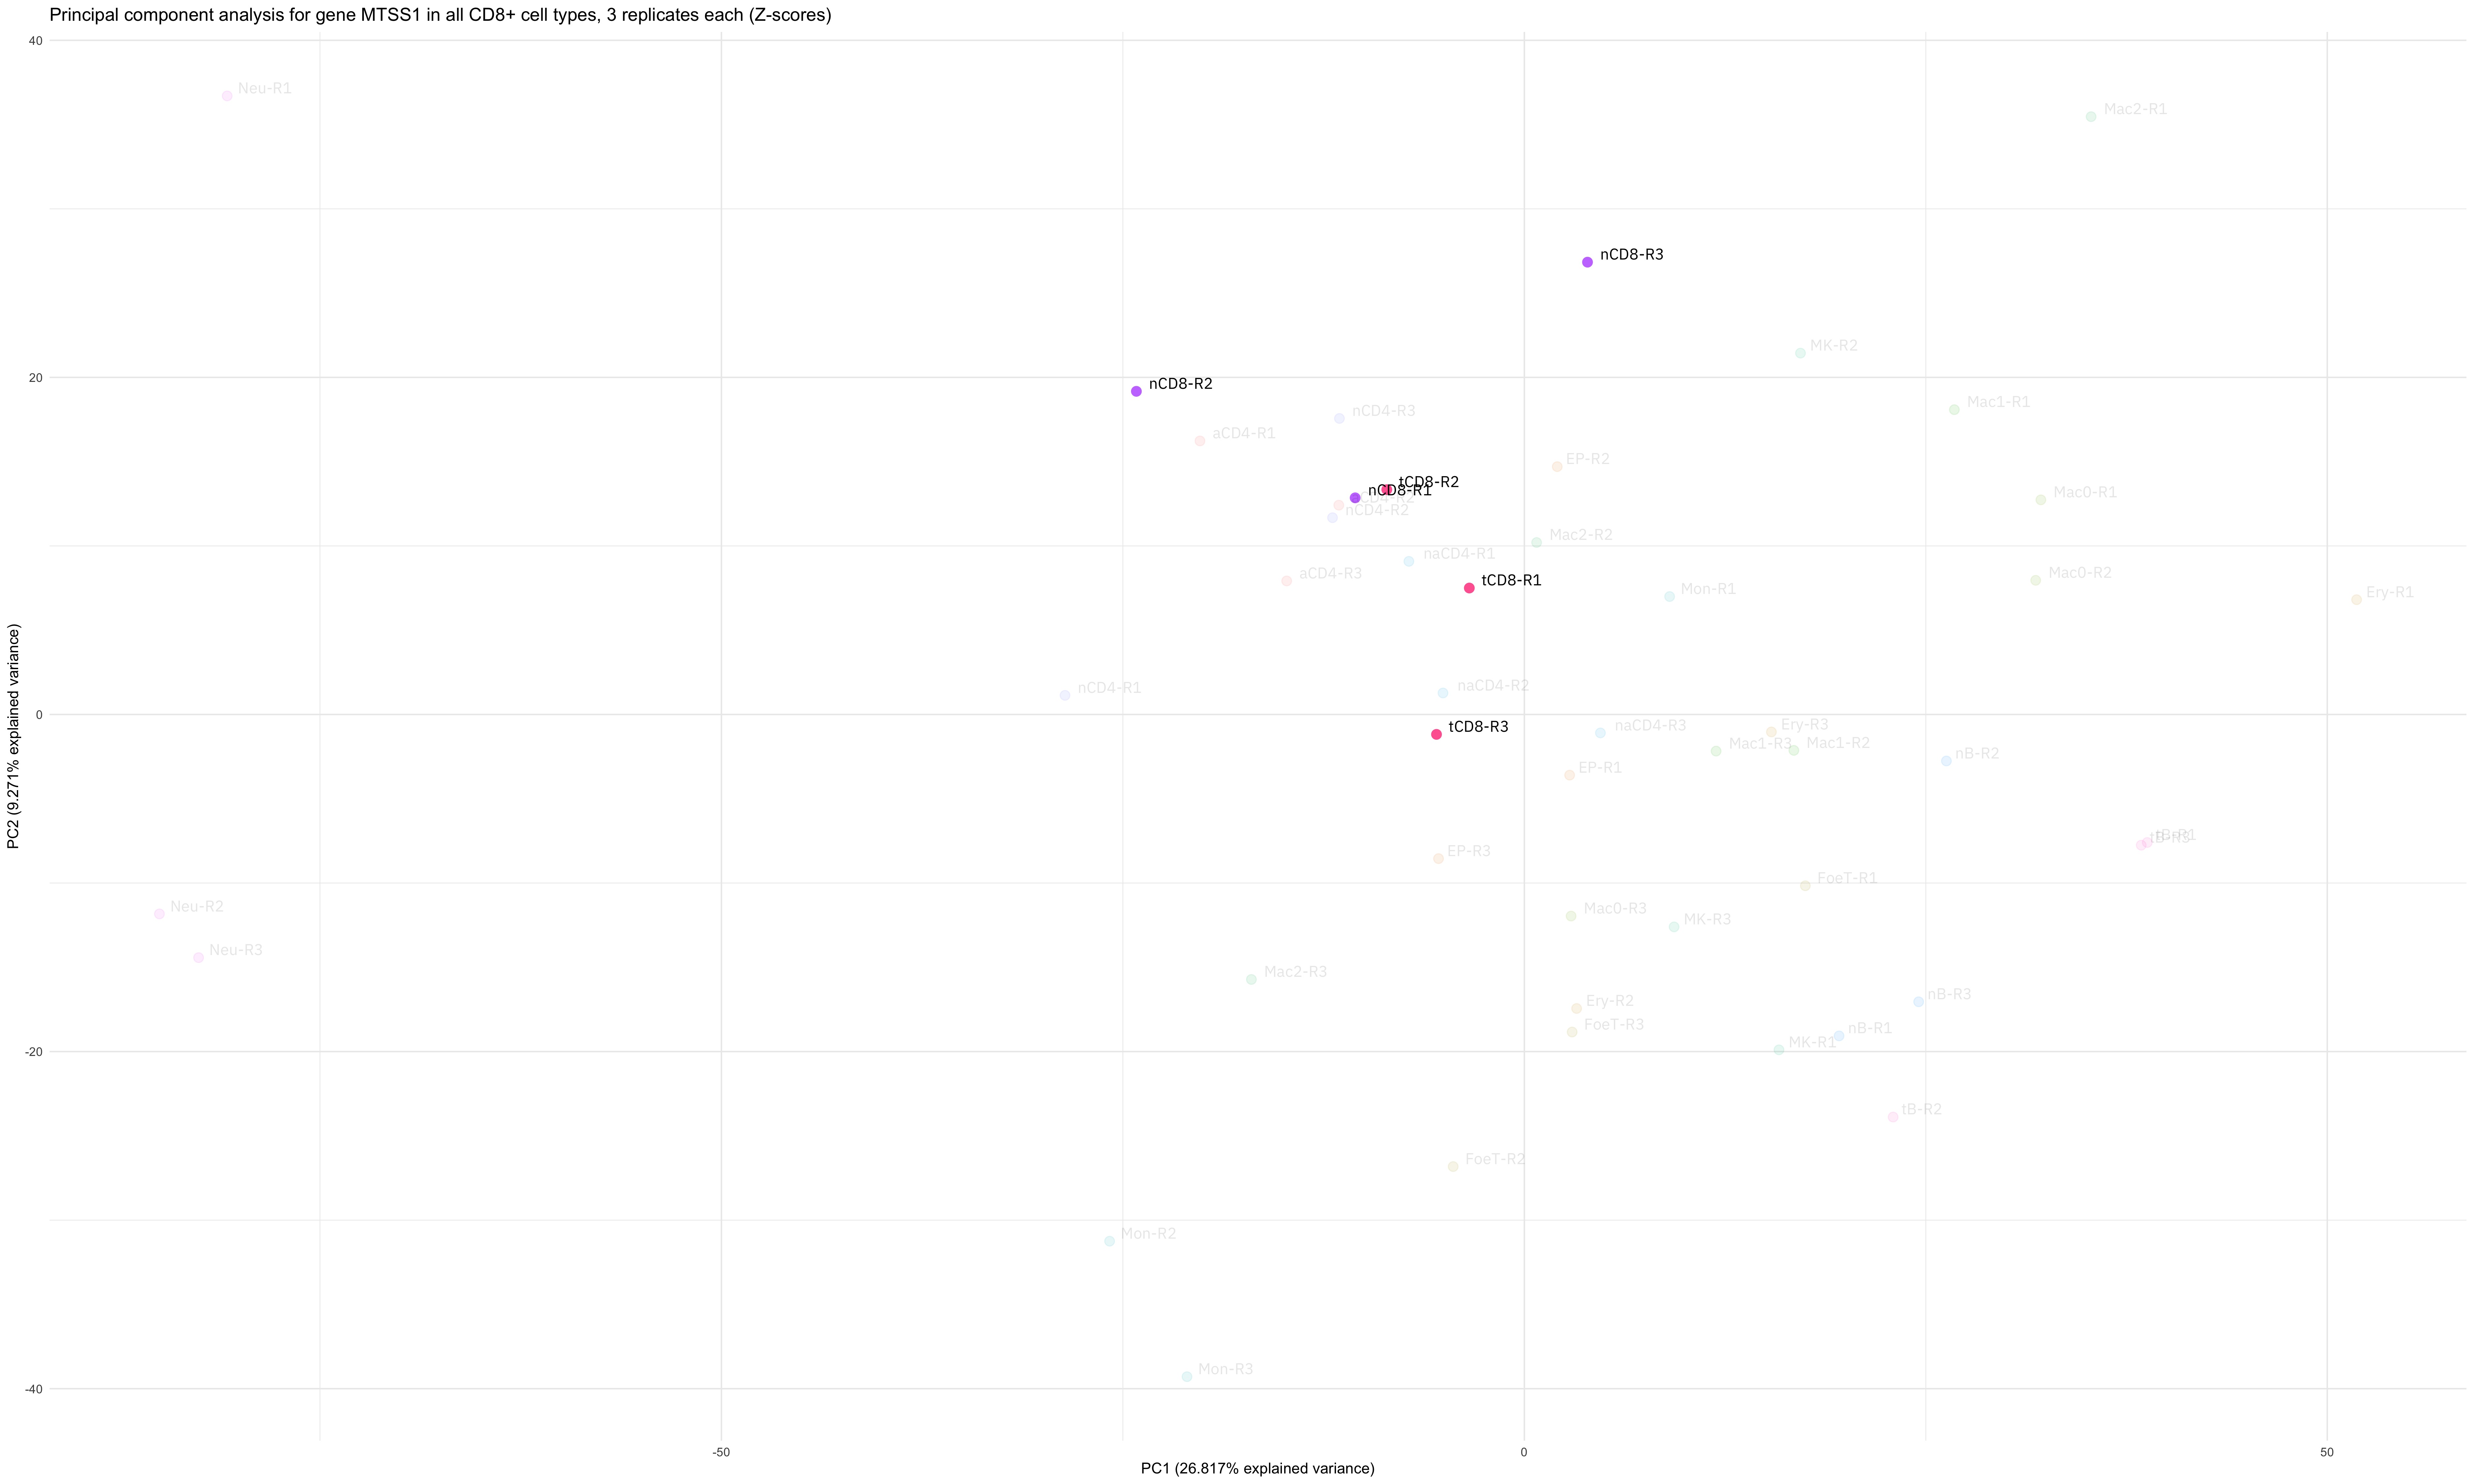 Principal component analysis for gene MTSS1 in all CD8+ cell types, 3 replicates each (Z-scores)
40
Neu-R1
Mac2-R1
nCD8-R3
MK-R2
20
nCD8-R2
Mac1-R1
nCD4-R3
aCD4-R1
EP-R2
tCD8-R2
nCD8-R1
Mac0-R1
nCD4-R2
Mac2-R2
naCD4-R1
aCD4-R3
Mac0-R2
tCD8-R1
Mon-R1
Ery-R1
nCD4-R1
naCD4-R2
0
tCD8-R3
naCD4-R3
Ery-R3
Mac1-R3
Mac1-R2
nB-R2
EP-R1
PC2 (9.271% explained variance)
tB-R1
tB-R3
EP-R3
FoeT-R1
Neu-R2
Mac0-R3
MK-R3
Neu-R3
Mac2-R3
nB-R3
Ery-R2
FoeT-R3
nB-R1
MK-R1
-20
tB-R2
FoeT-R2
Mon-R2
Mon-R3
-40
-50
0
50
PC1 (26.817% explained variance)